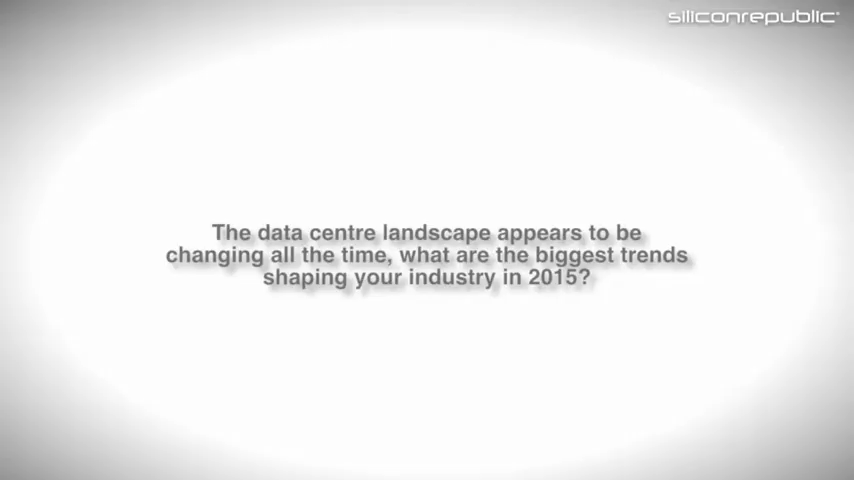 siliconrepublic
The data centre landscape appears to be
changing all the time, what are the biggest trends
shaping your industry in 2015?